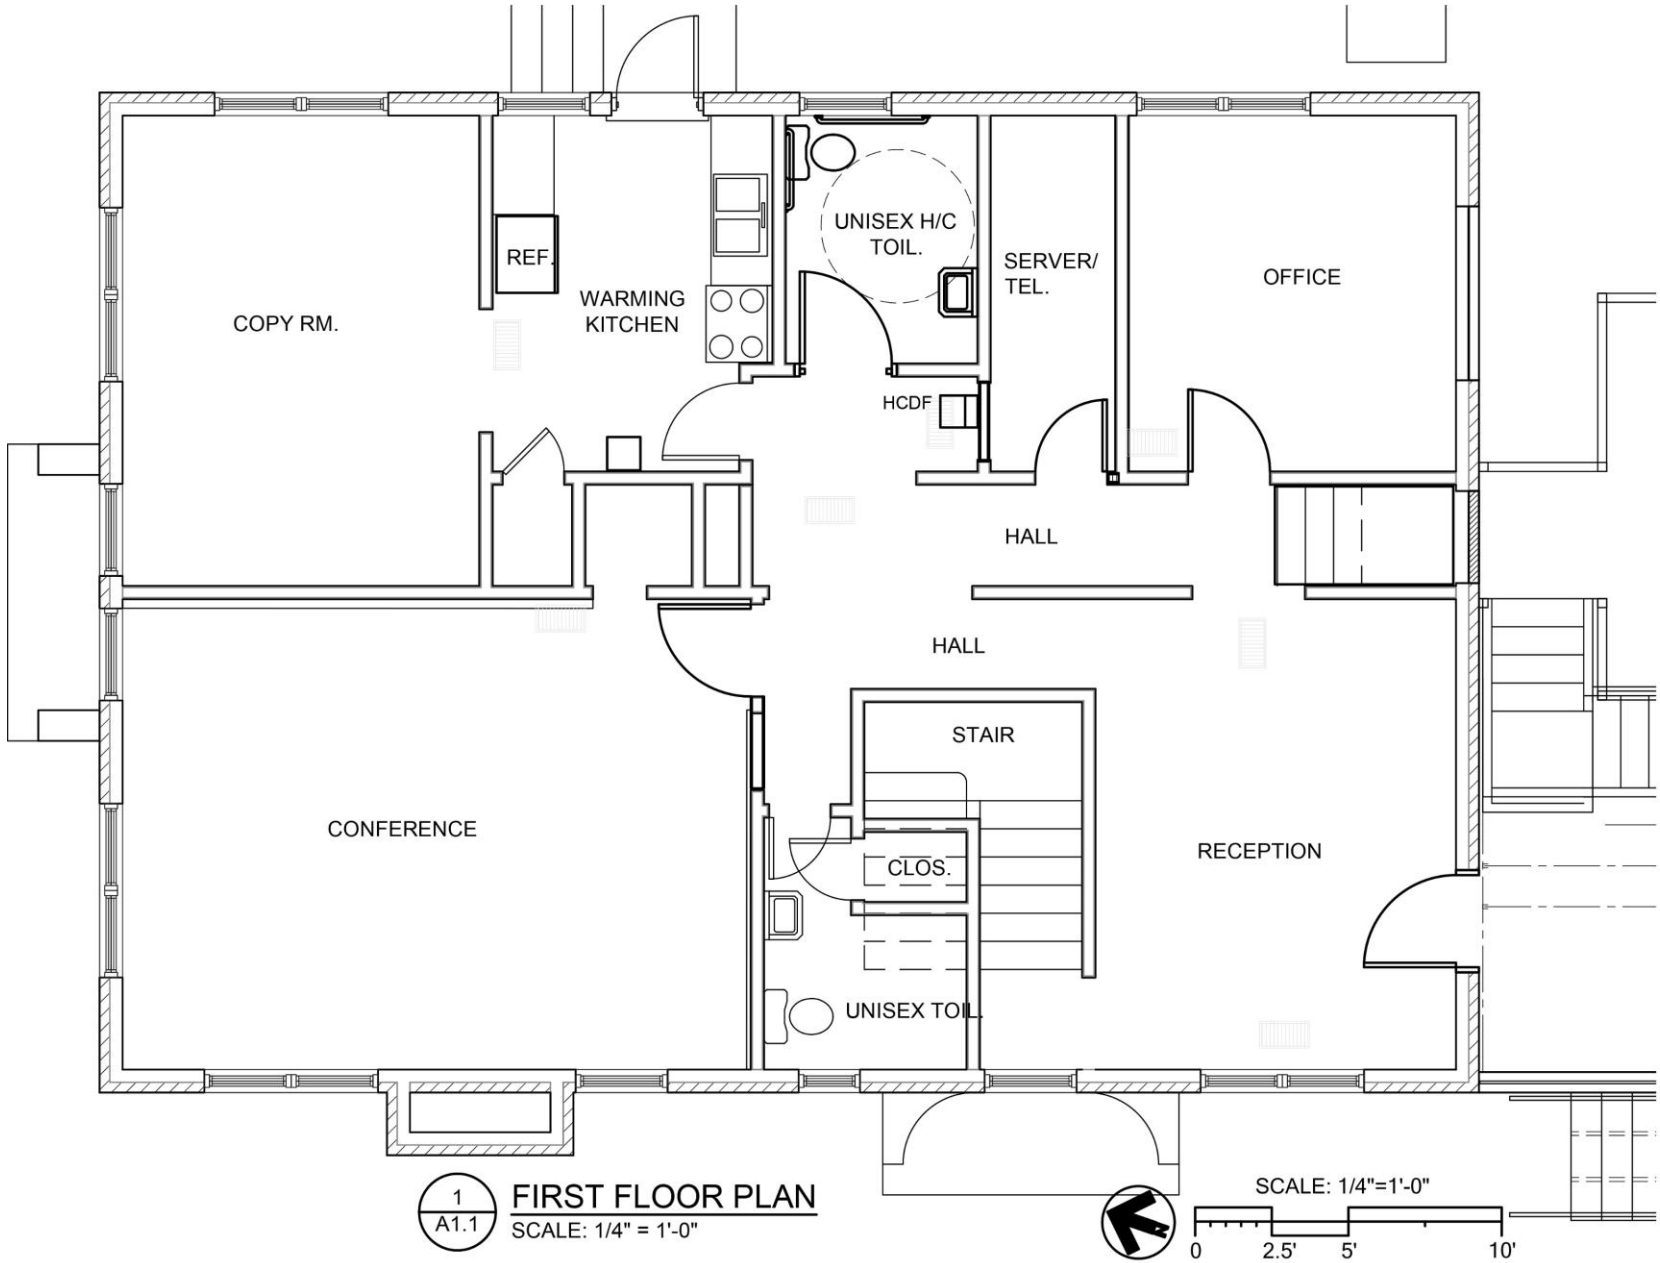 UNISEX H/C
TOIL.
REF.
SERVER/
TEL.
OFFICE
WARMING
KITCHEN
COPY RM.
HCDF
HALL
HALL
STAIR
CONFERENCE
RECEPTION
CLOS.
UNISEX TOIL.
1
A1.1
FIRST FLOOR PLAN
SCALE: 1/4" = 1'-0"
N
SCALE: 1/4"=1'-0"
0 2.5' 5' 10'